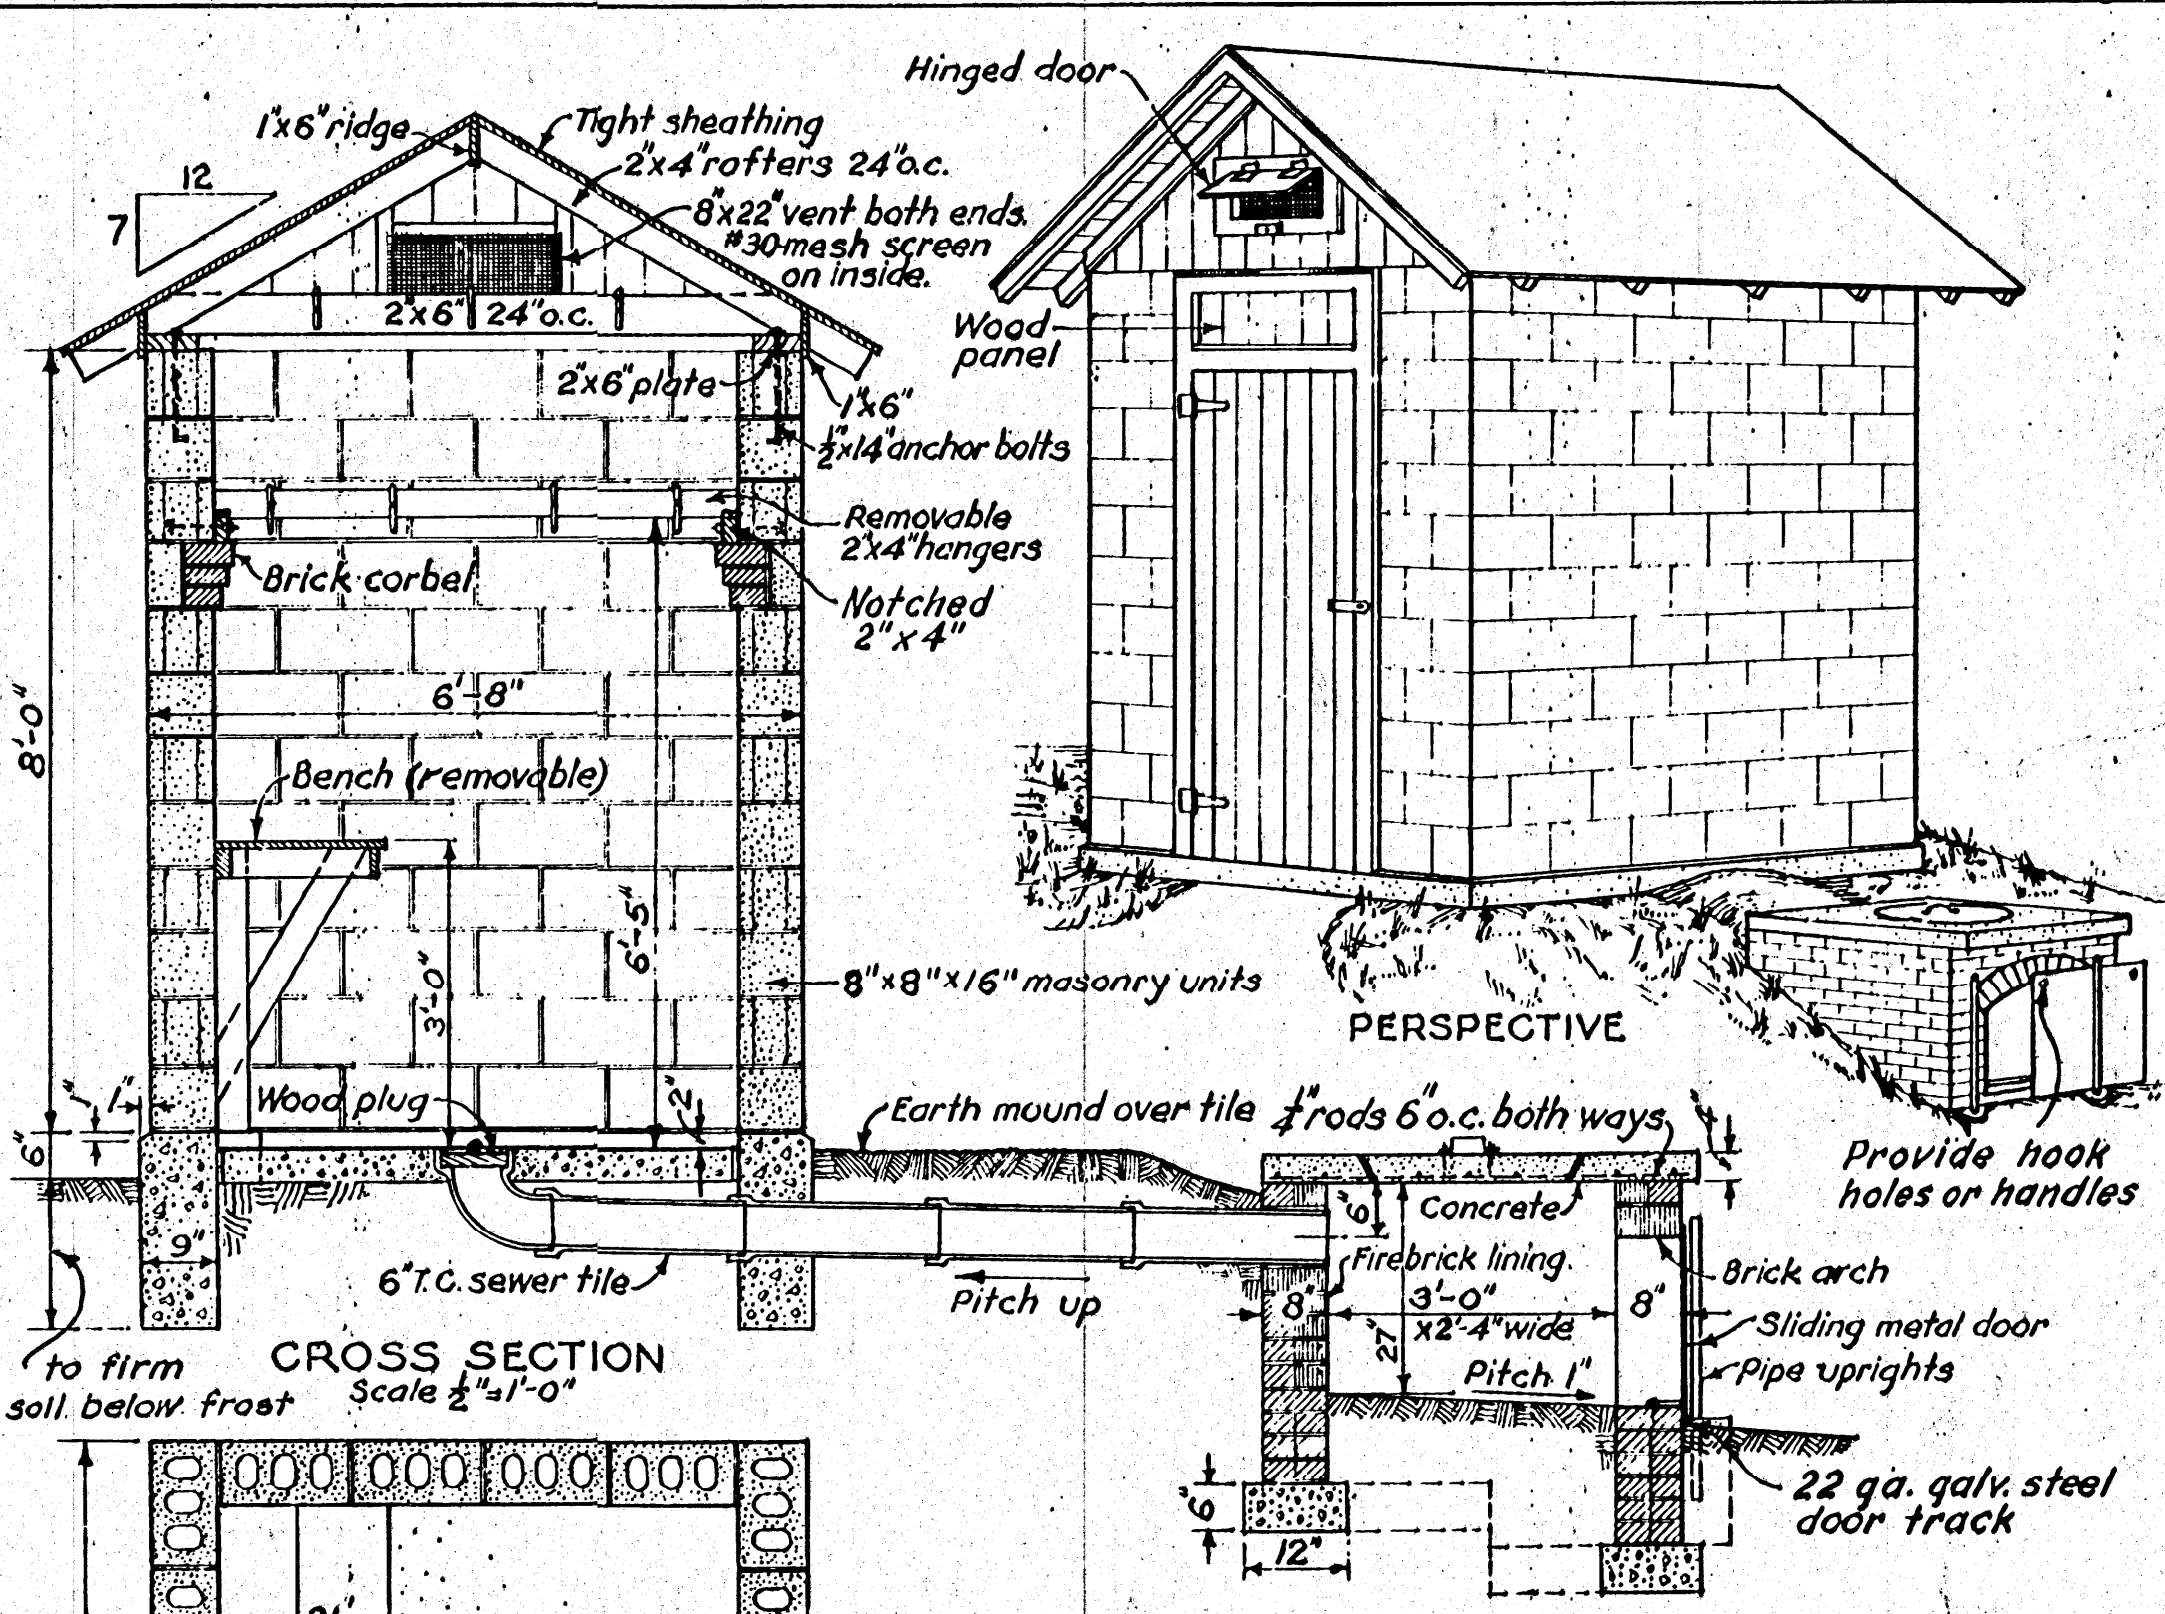 Hinged door
1"x6" ridge
Tight sheathing
2"x4" rafters 24"o.c.
12
7
8"x22" vent both ends.
#30 mesh screen
on inside.
2"x6" 24"o.c.
Wood
panel
2"x6" plate
1"x6"
½"x14" anchor bolts
Removable
2"x4" hangers
Brick corbel
Notched
2" x 4"
6'-8"
8'-0"
Bench (removable)
6'-5"
3'-0"
8"x8"x16" masonry units
PERSPECTIVE
1"
1"
Wood plug
2"
Earth mound over tile
¼" rods 6"o.c. both ways
4"
6"
Provide hook
holes or handles
6"
Concrete
9"
6" T.C. sewer tile
Pitch up
Firebrick lining.
Brick arch
8"
3'-0"
x2'-4" wide
8"
27"
Sliding metal door
Pipe uprights
to firm
soil below frost
CROSS SECTION
Scale ½"=1'-0"
Pitch 1"
6"
12"
22 ga. galv. steel
door track